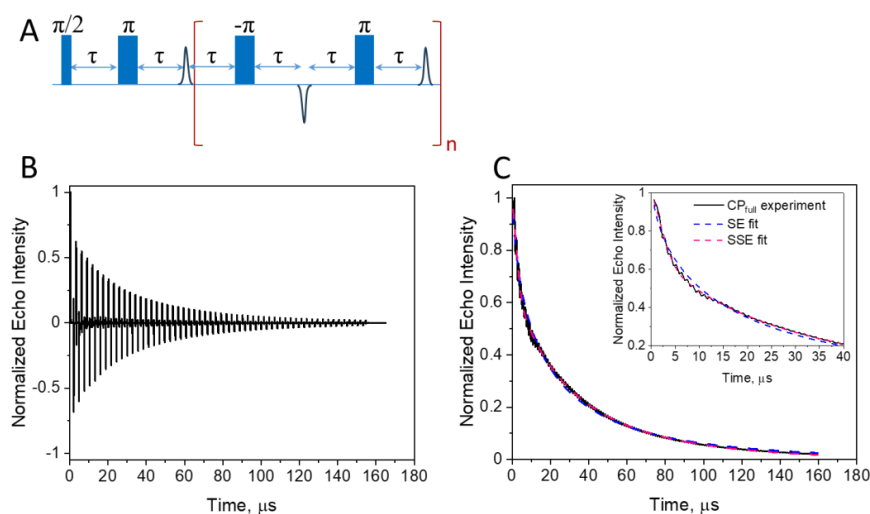 A
π/2 π -π π
τ τ τ τ τ τ
n
B
Normalized Echo Intensity
1
0.5
0
-0.5
-1
0 20 40 60 80 100 120 140 160 180
Time, μs
C
Normalized Echo Intensity
1
0.8
0.6
0.4
0.2
0
0 20 40 60 80 100 120 140 160 180
Time, μs
Normalized Echo Intensity
1
0.8
0.6
0.4
0.2
0 5 10 15 20 25 30 35 40
Time, μs
CPfull experiment
SE fit
SSE fit